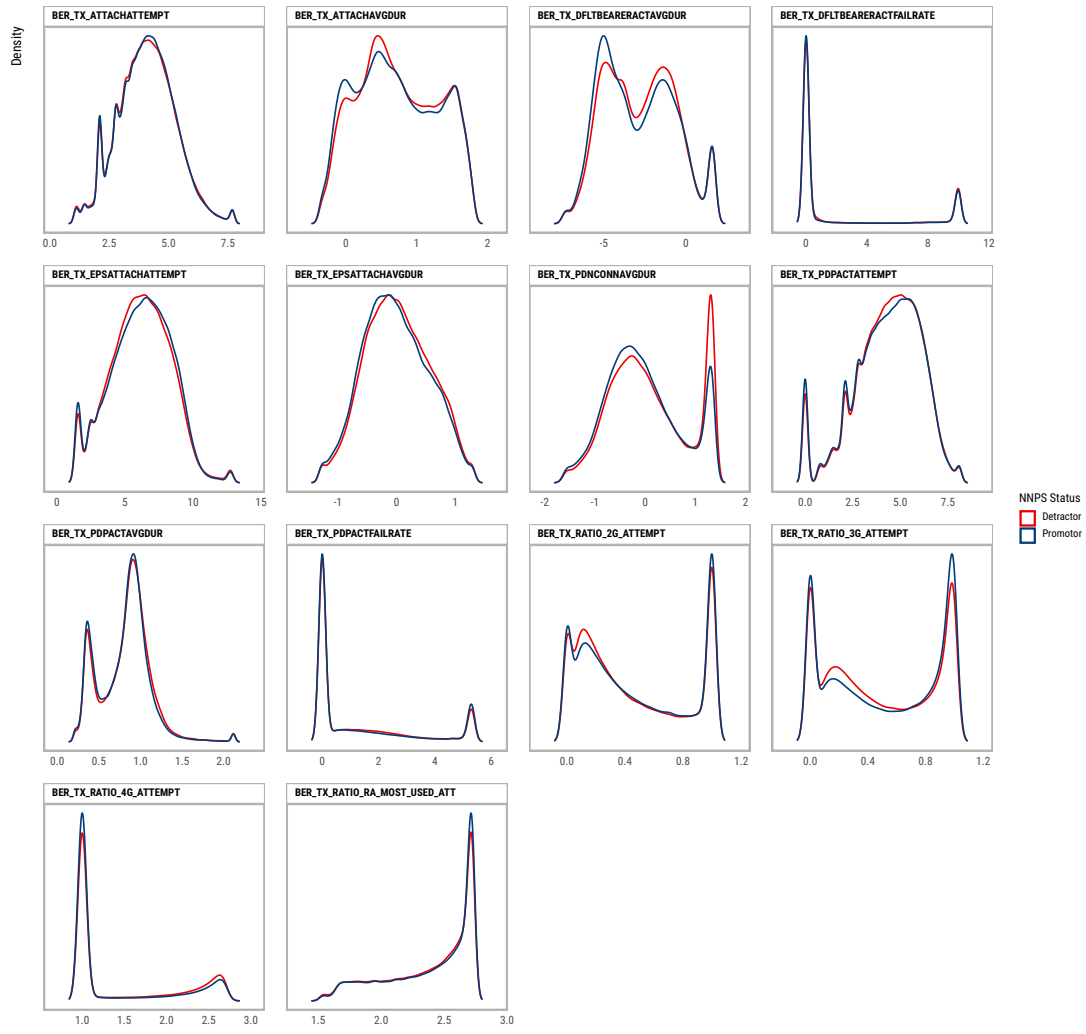 Density
BER_TX_ATTACHATTEMPT
BER_TX_ATTACHAVGDUR
BER_TX_DFLTBEARERACTAVGDUR
BER_TX_DFLTBEARERACTFAILRATE
0.0 2.5 5.0 7.5
0 1 2
-5 0
0 4 8 12
BER_TX_EPSATTACHATTEMPT
BER_TX_EPSATTACHAVGDUR
BER_TX_PDNCONNAVGDUR
BER_TX_PDPACTATTEMPT
0 5 10 15
-1 0 1
-2 -1 0 1 2
0.0 2.5 5.0 7.5
NNPS Status
Detractor
Promotor
BER_TX_PDPACTAVGDUR
BER_TX_PDPACTFAILRATE
BER_TX_RATIO_2G_ATTEMPT
BER_TX_RATIO_3G_ATTEMPT
0.0 0.5 1.0 1.5 2.0
0 2 4 6
0.0 0.4 0.8 1.2
0.0 0.4 0.8 1.2
BER_TX_RATIO_4G_ATTEMPT
BER_TX_RATIO_RA_MOST_USED_ATT
1.0 1.5 2.0 2.5 3.0
1.5 2.0 2.5 3.0